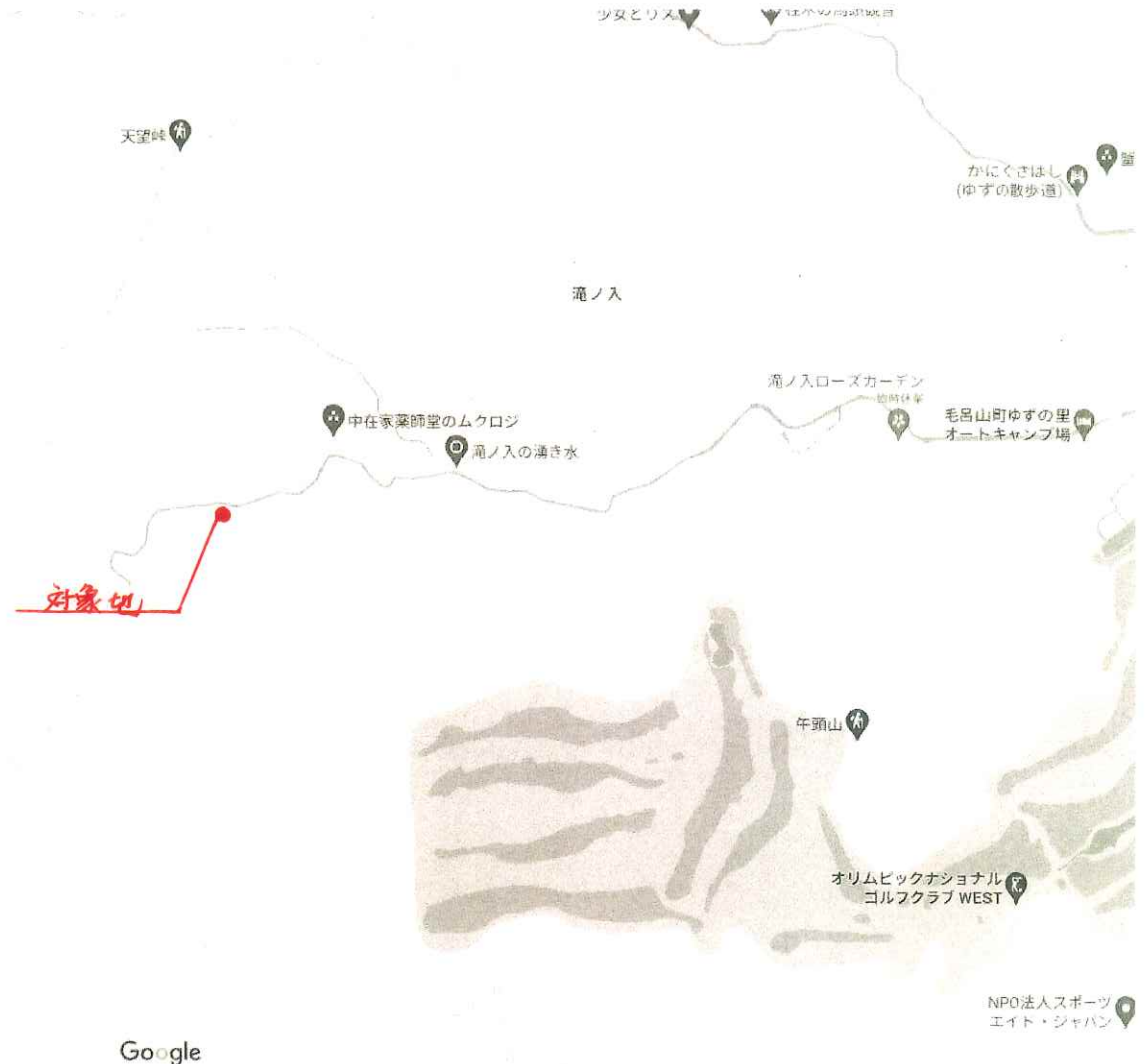 少女とリス
天望峠
かにぐさはし
(ゆずの散歩道)
滝ノ入
滝ノ入ローズガーデン
臨時休業
毛呂山町ゆずの里
オートキャンプ場
中在家薬師堂のムクロジ
滝ノ入の湧き水
対象地
午頭山
オリムピックナショナル
ゴルフクラブ WEST
NPO法人スポーツ
エイト・ジャパン
Google